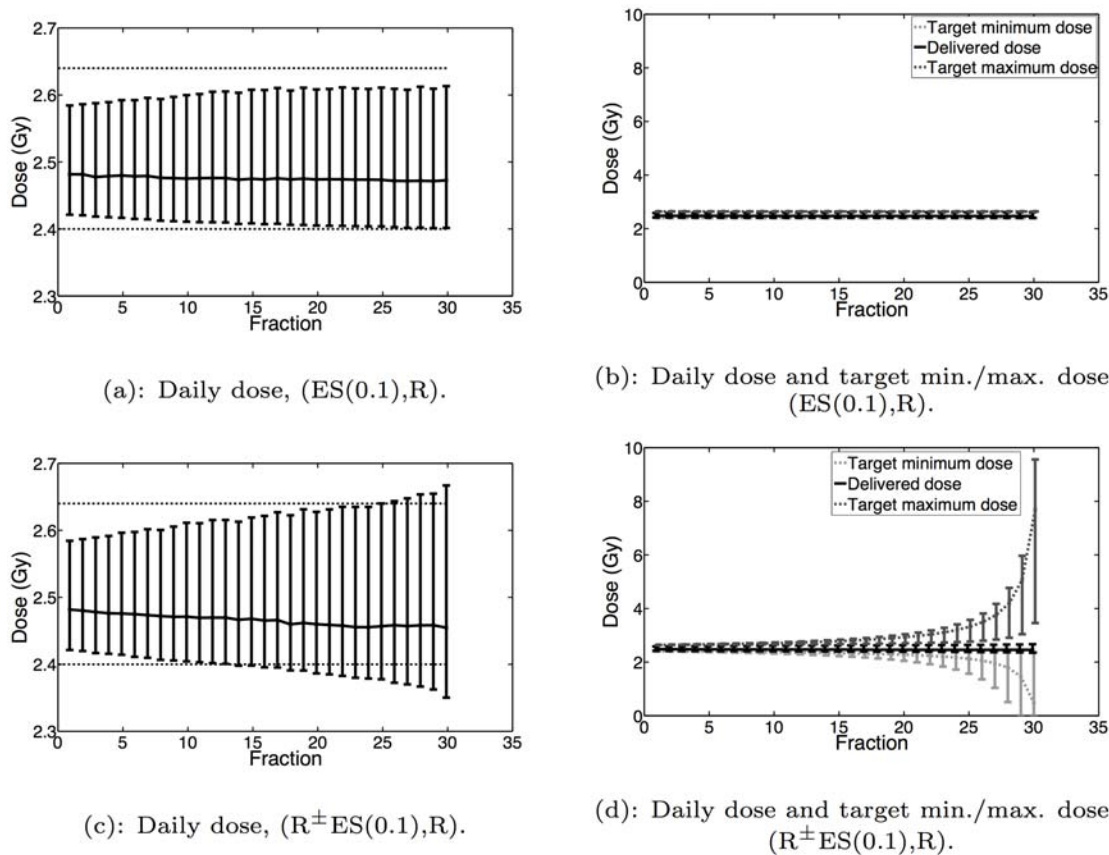 2.7
2.6
2.5
2.4
2.3
Dose (Gy)
0 5 10 15 20 25 30 35
Fraction
(a): Daily dose, (ES(0.1),R).
10
8
6
4
2
0
Dose (Gy)
Target minimum dose
Delivered dose
Target maximum dose
0 5 10 15 20 25 30 35
Fraction
(b): Daily dose and target min./max. dose
(ES(0.1),R).
2.7
2.6
2.5
2.4
2.3
Dose (Gy)
0 5 10 15 20 25 30 35
Fraction
(c): Daily dose, (R±ES(0.1),R).
10
8
6
4
2
0
Dose (Gy)
Target minimum dose
Delivered dose
Target maximum dose
0 5 10 15 20 25 30 35
Fraction
(d): Daily dose and target min./max. dose
(R±ES(0.1),R).